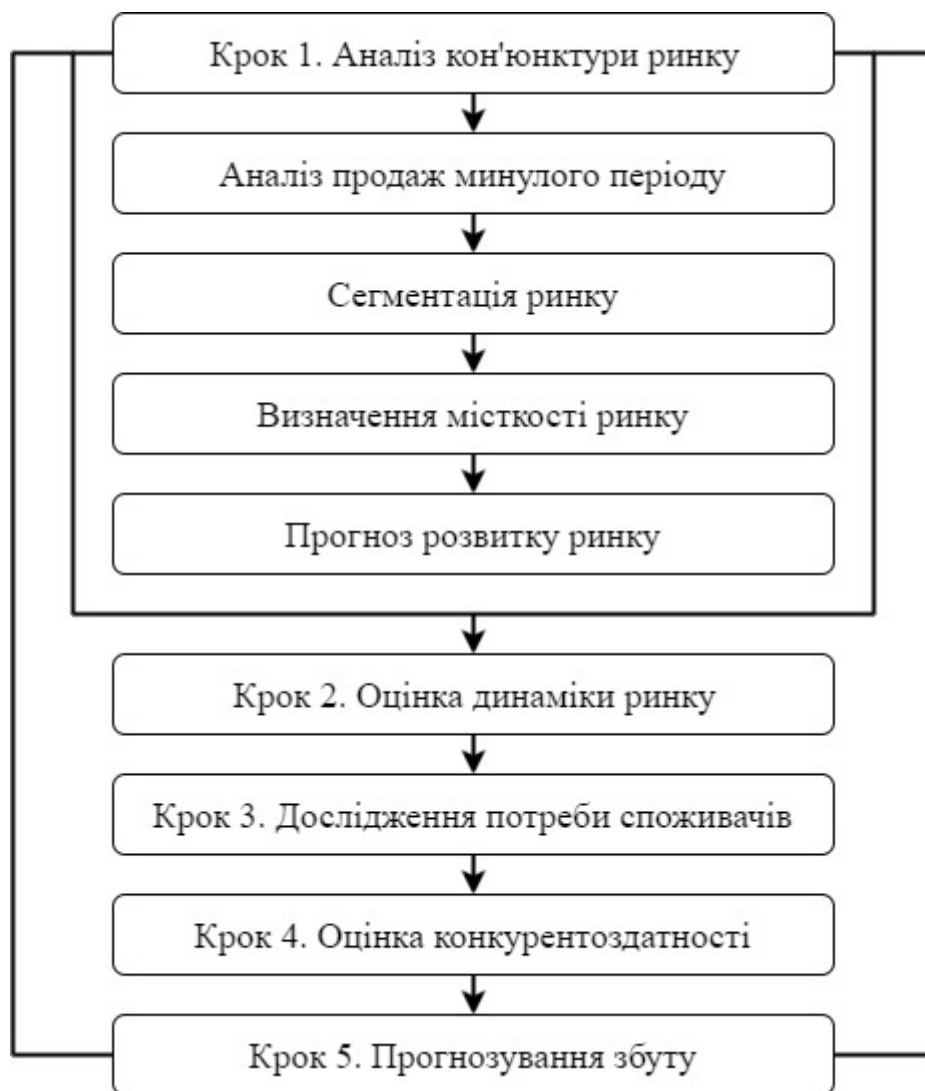 Крок 1. Аналіз кон'юнктури ринку
Аналіз продаж минулого періоду
Сегментація ринку
Визначення місткості ринку
Прогноз розвитку ринку
Крок 2. Оцінка динаміки ринку
Крок 3. Дослідження потреби споживачів
Крок 4. Оцінка конкурентоздатності
Крок 5. Прогнозування збуту